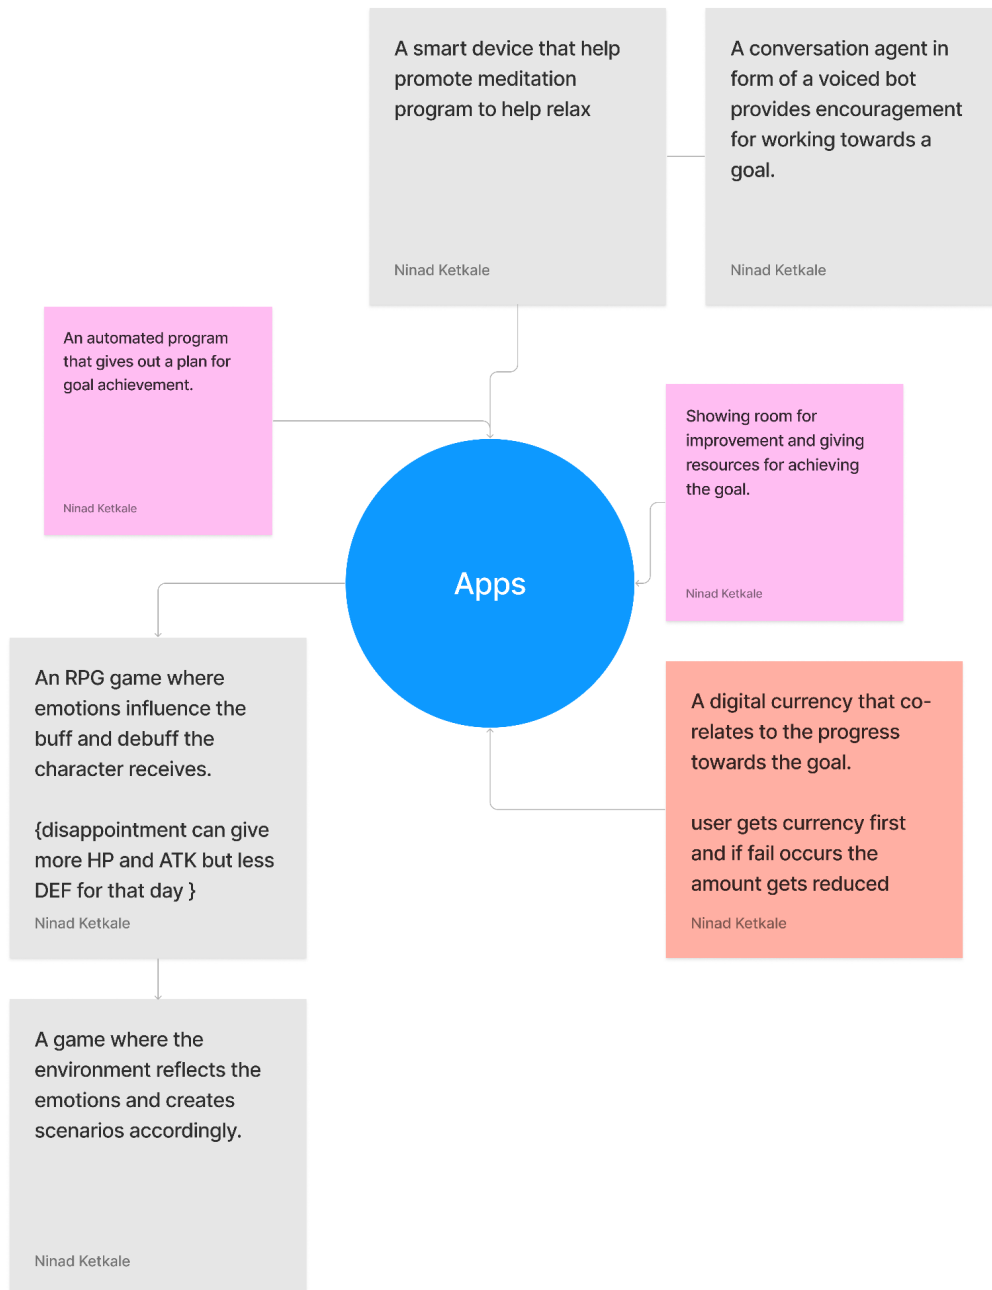 A smart device that help
promote meditation
program to help relax
Ninad Ketkale
A conversation agent in
form of a voiced bot
provides encouragement
for working towards a
goal.
Ninad Ketkale
An automated program
that gives out a plan for
goal achievement.
Ninad Ketkale
Showing room for
improvement and giving
resources for achieving
the goal.
Ninad Ketkale
Apps
An RPG game where
emotions influence the
buff and debuff the
character receives.
{disappointment can give
more HP and ATK but less
DEF for that day }
Ninad Ketkale
A digital currency that co-
relates to the progress
towards the goal.
user gets currency first
and if fail occurs the
amount gets reduced
Ninad Ketkale
A game where the
environment reflects the
emotions and creates
scenarios accordingly.
Ninad Ketkale